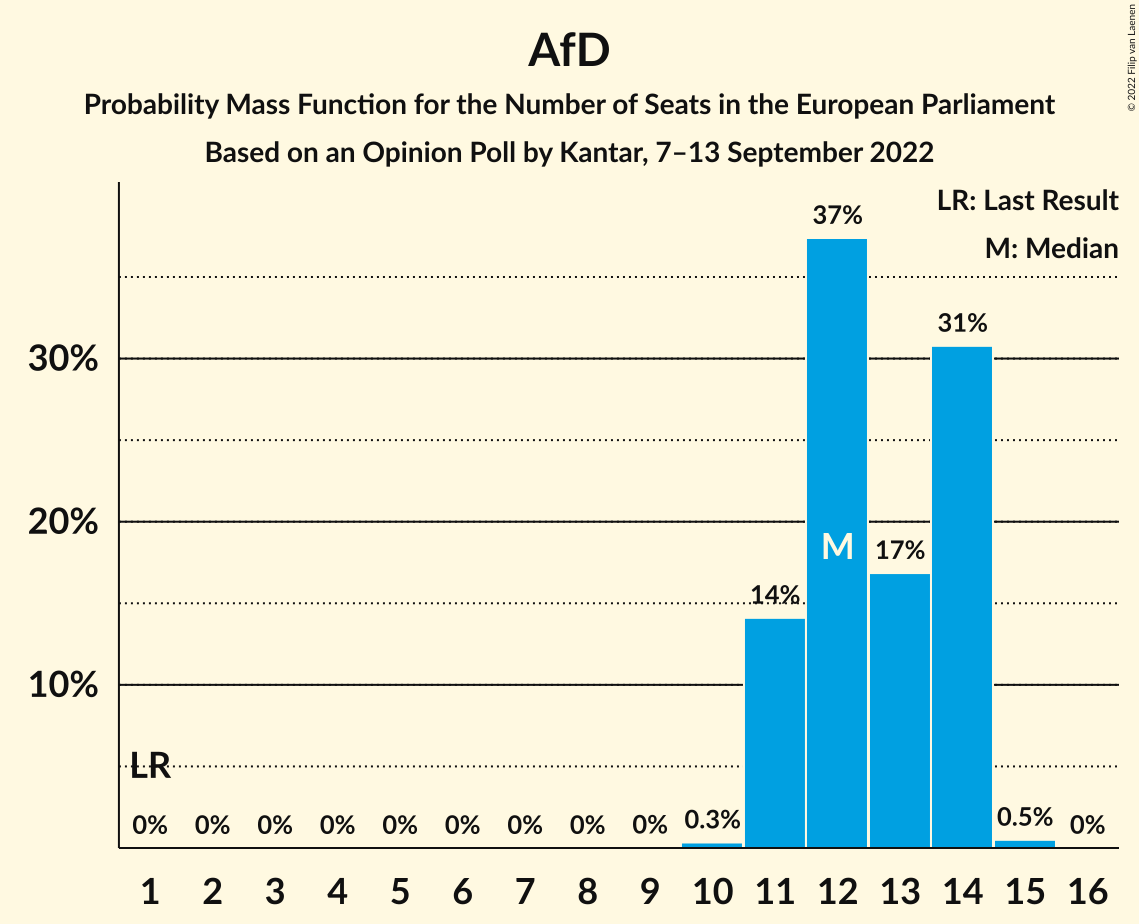 AfD
Probability Mass Function for the Number of Seats in the European Parliament
Based on an Opinion Poll by Kantar, 7–13 September 2022
© 2022 Filip van Laenen
LR: Last Result
M: Median
37%
31%
30%
20%
M
17%
14%
10%
LR
0% 0% 0% 0% 0% 0% 0% 0% 0% 0.3% 0.5% 0%
1 2 3 4 5 6 7 8 9 10 11 12 13 14 15 16